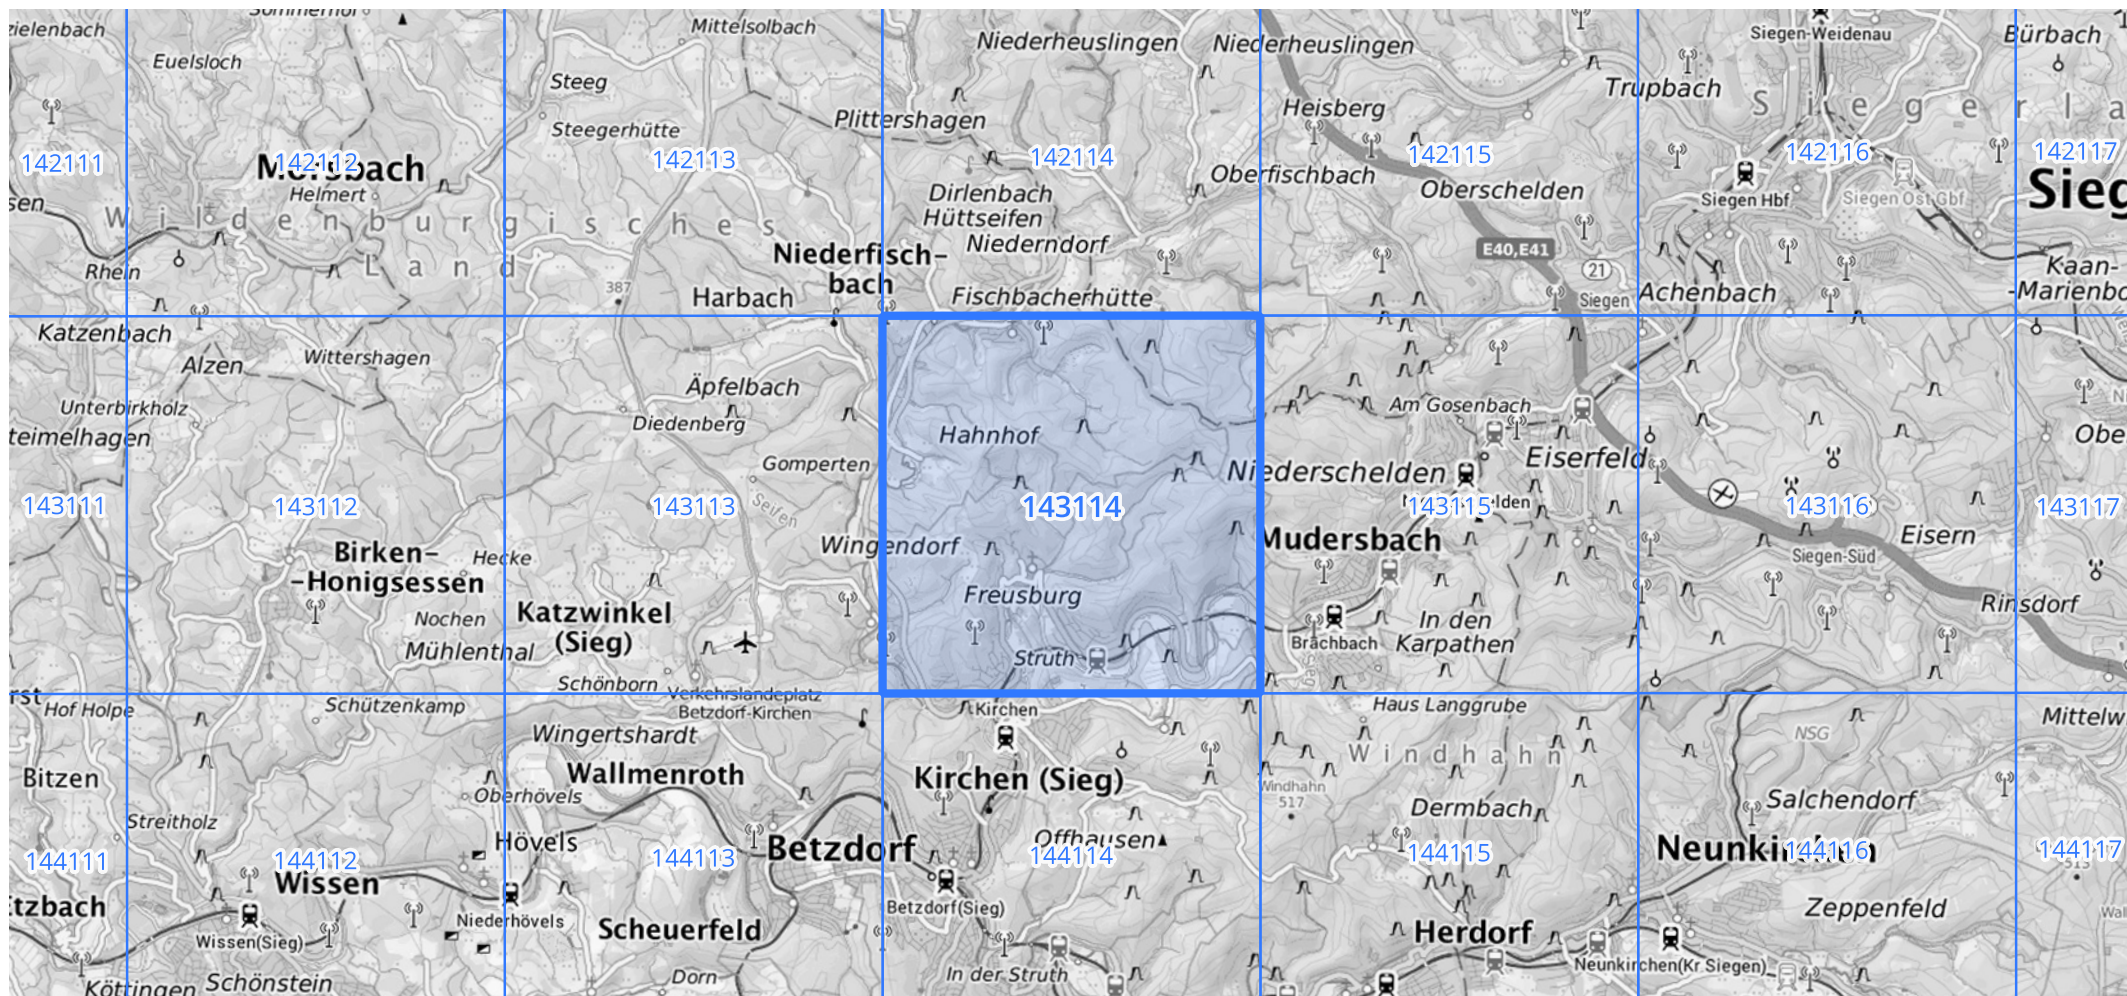 Sommerhof
Mittelsolbach
Niederheuslingen
Niederheuslingen
Siegen-Weidenau
Bürbach
zielenbach
Euelsloch
Steeg
Heisberg
Trupbach
Siegerla
Steegerhütte
Plittershagen
142111
Morsbach
142112
142113
142114
142115
142116
142117
Helmert
Dirlenbach
Hüttseifen
Oberfischbach
Oberschelden
Siegen Hbf
Siegen Ost Gbf
Sieg
sen
Wildenburgisches
Land
Niederndorf
E40,E41
Rhein
Niederfisch-
bach
21
Siegen
Kaan-
-Marienbo
387
Harbach
Fischbacherhütte
Achenbach
Katzenbach
Alzen
Wittershagen
Äpfelbach
Am Gosenbach
Unterbirkholz
teimelhagen
Diedenberg
Hahnhof
Obe
Gomperten
Niederschelden
Eiserfeld
143111
143112
143113
Seifen
143114
143115
lden
143116
143117
Birken-
-Honigsessen
Hecke
Wingendorf
Mudersbach
Siegen-Süd
Eisern
Katzwinkel
(Sieg)
Nochen
Mühlenthal
Freusburg
Struth
Brachbach
In den
Karpathen
Rinsdorf
Schönborn
Verkehrslandeplatz
Betzdorf-Kirchen
rst
Hof Holpe
Schützenkamp
Kirchen
Haus Langgrube
Mittelw
Wingertshardt
Windhahn
NSG
Bitzen
Wallmenroth
Kirchen (Sieg)
Windhahn
517
Oberhövels
Dermbach
Salchendorf
Streitholz
Hövels
Betzdorf
Offhausen
144111
144112
144113
144114
144115
144116
144117
Neunkirchen
515
Wissen
Etzbach
Niederhövels
Betzdorf(Sieg)
Wissen(Sieg)
Scheuerfeld
Herdorf
Zeppenfeld
Neunkirchen(Kr Siegen)
Köttingen
Schönstein
Dorn
In der Struth